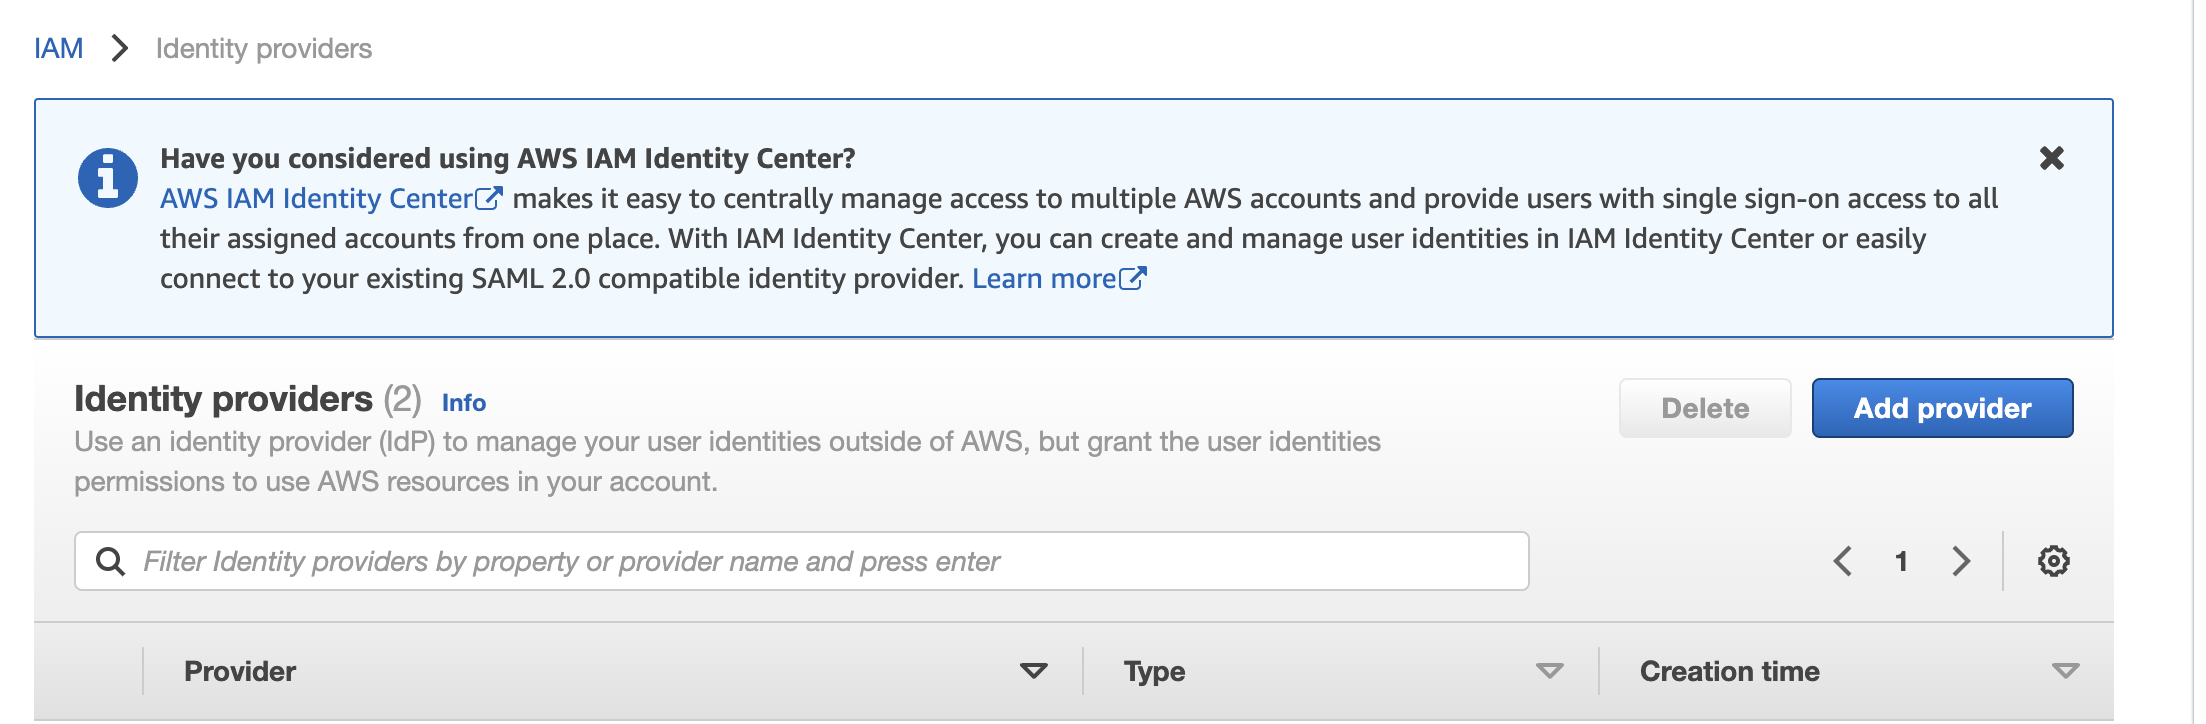 IAM > Identity providers
Have you considered using AWS IAM Identity Center?
AWS IAM Identity Center makes it easy to centrally manage access to multiple AWS accounts and provide users with single sign-on access to all
their assigned accounts from one place. With IAM Identity Center, you can create and manage user identities in IAM Identity Center or easily
connect to your existing SAML 2.0 compatible identity provider. Learn more
Identity providers (2) Info
Delete
Add provider
Use an identity provider (IdP) to manage your user identities outside of AWS, but grant the user identities
permissions to use AWS resources in your account.
Filter Identity providers by property or provider name and press enter
1
Provider
Type
Creation time